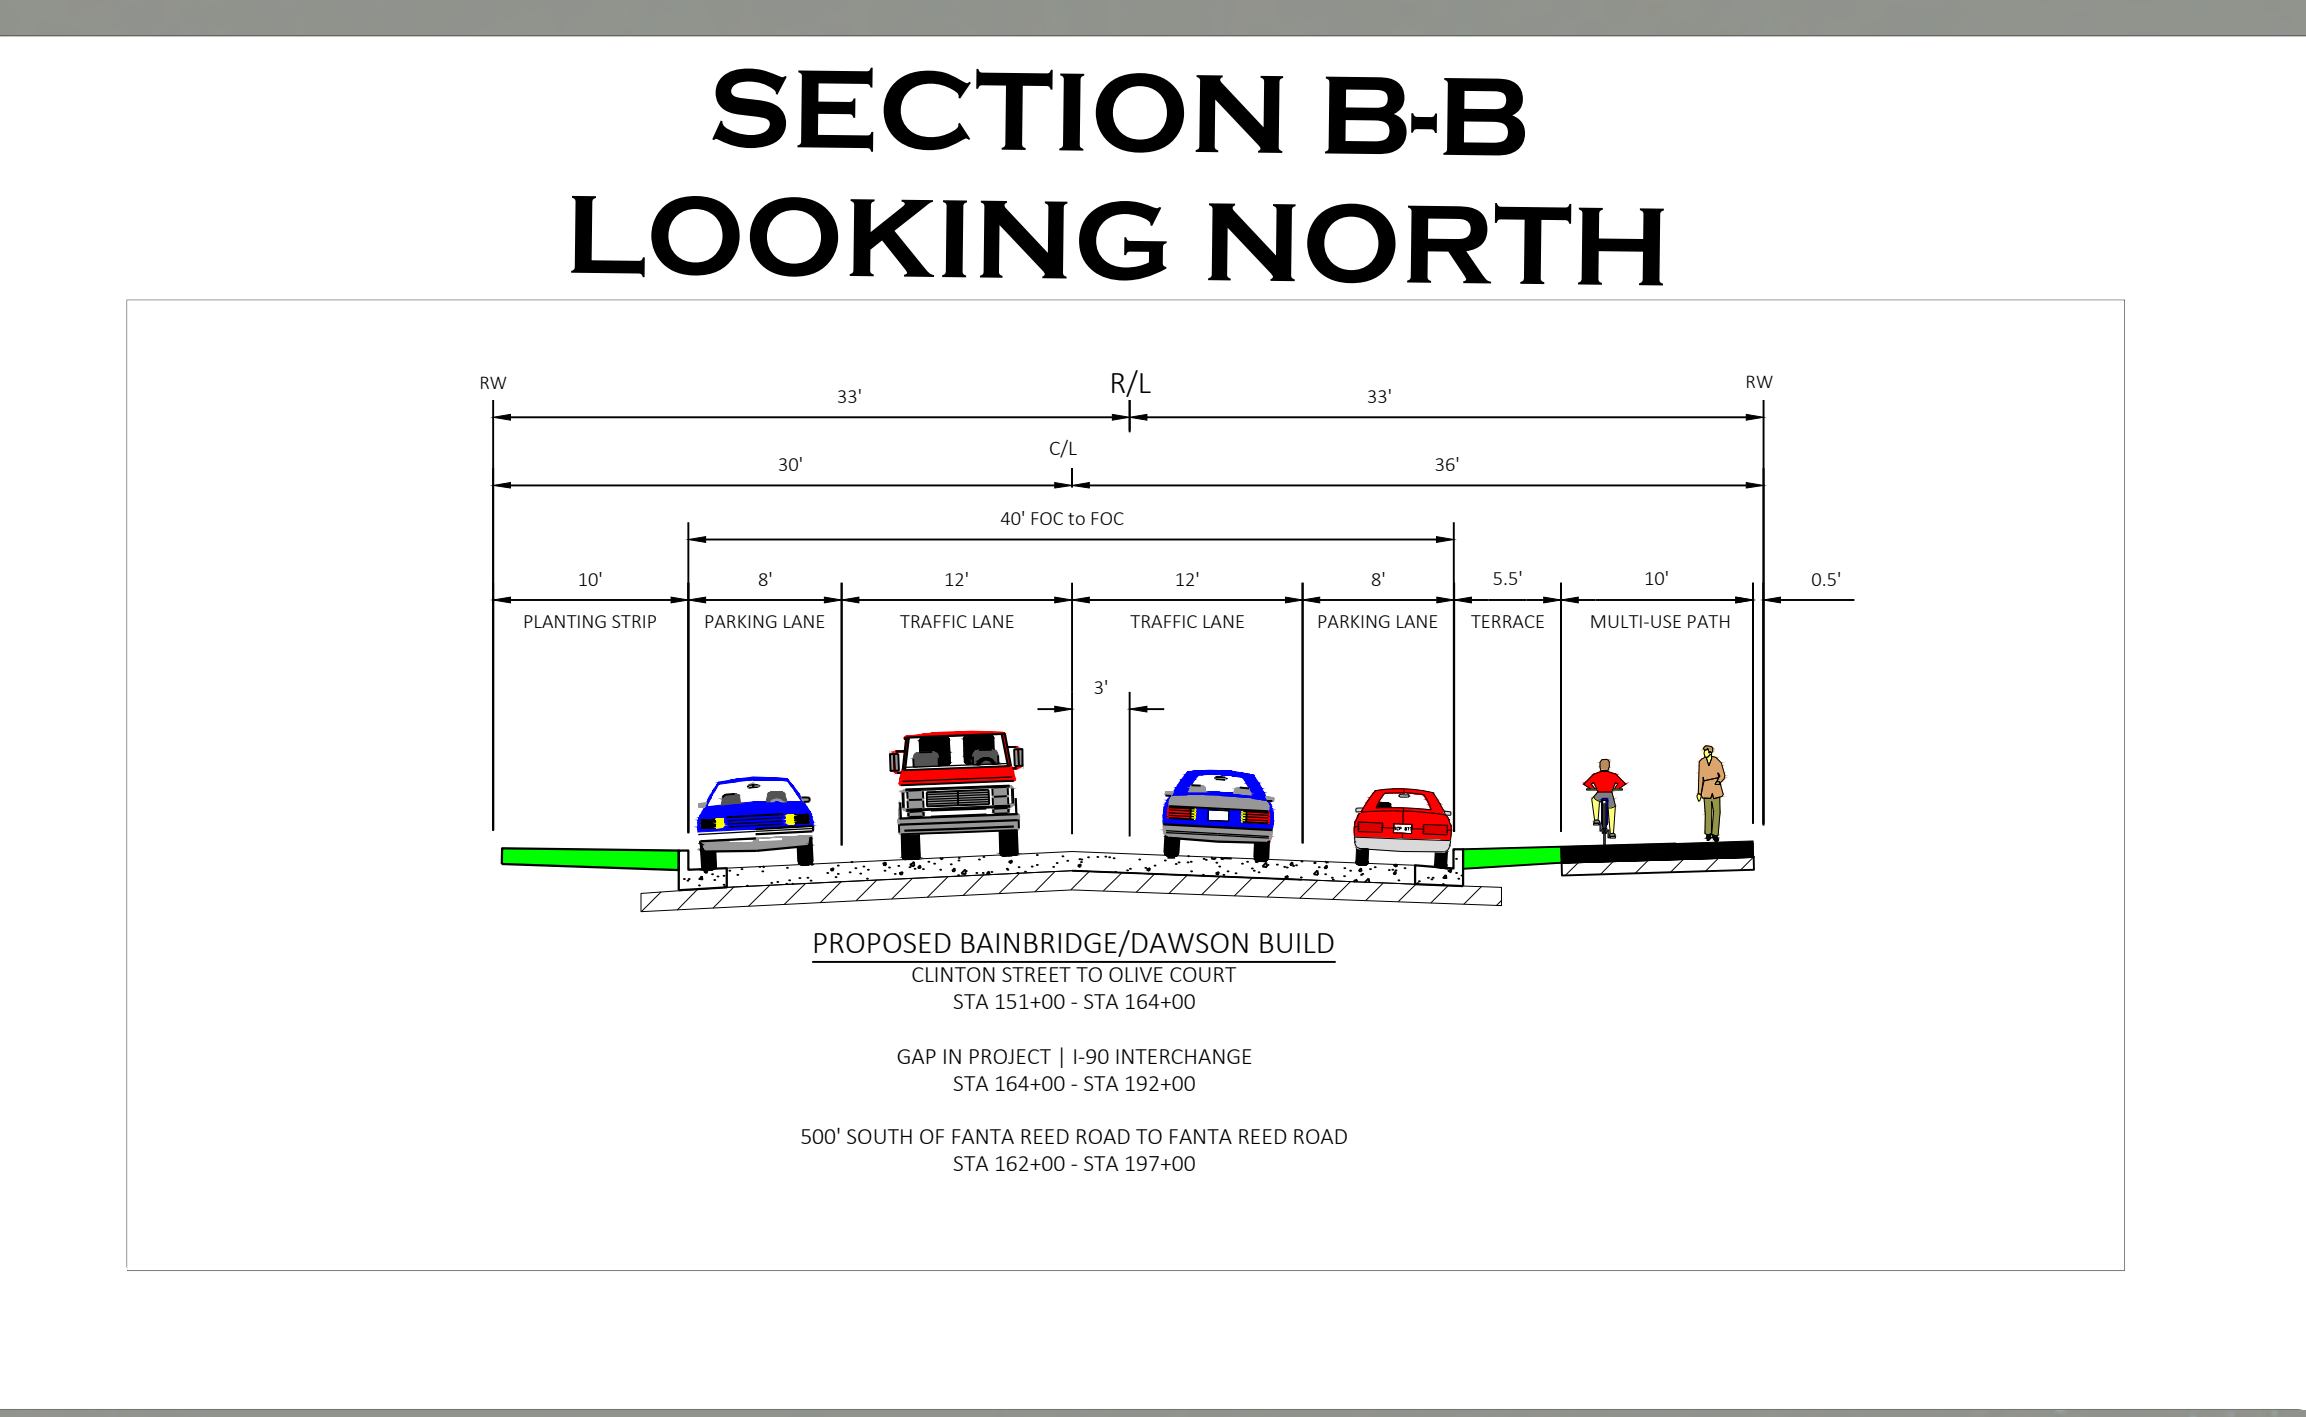 SECTION B-B
LOOKING NORTH
RW
R/L
RW
33'
33'
C/L
30'
36'
40' FOC to FOC
10'
8'
12'
12'
8'
5.5'
10'
0.5'
PLANTING STRIP
PARKING LANE
TRAFFIC LANE
TRAFFIC LANE
PARKING LANE
TERRACE
MULTI-USE PATH
3'
PROPOSED BAINBRIDGE/DAWSON BUILD
CLINTON STREET TO OLIVE COURT
STA 151+00 - STA 164+00
GAP IN PROJECT | I-90 INTERCHANGE
STA 164+00 - STA 192+00
500' SOUTH OF FANTA REED ROAD TO FANTA REED ROAD
STA 162+00 - STA 197+00